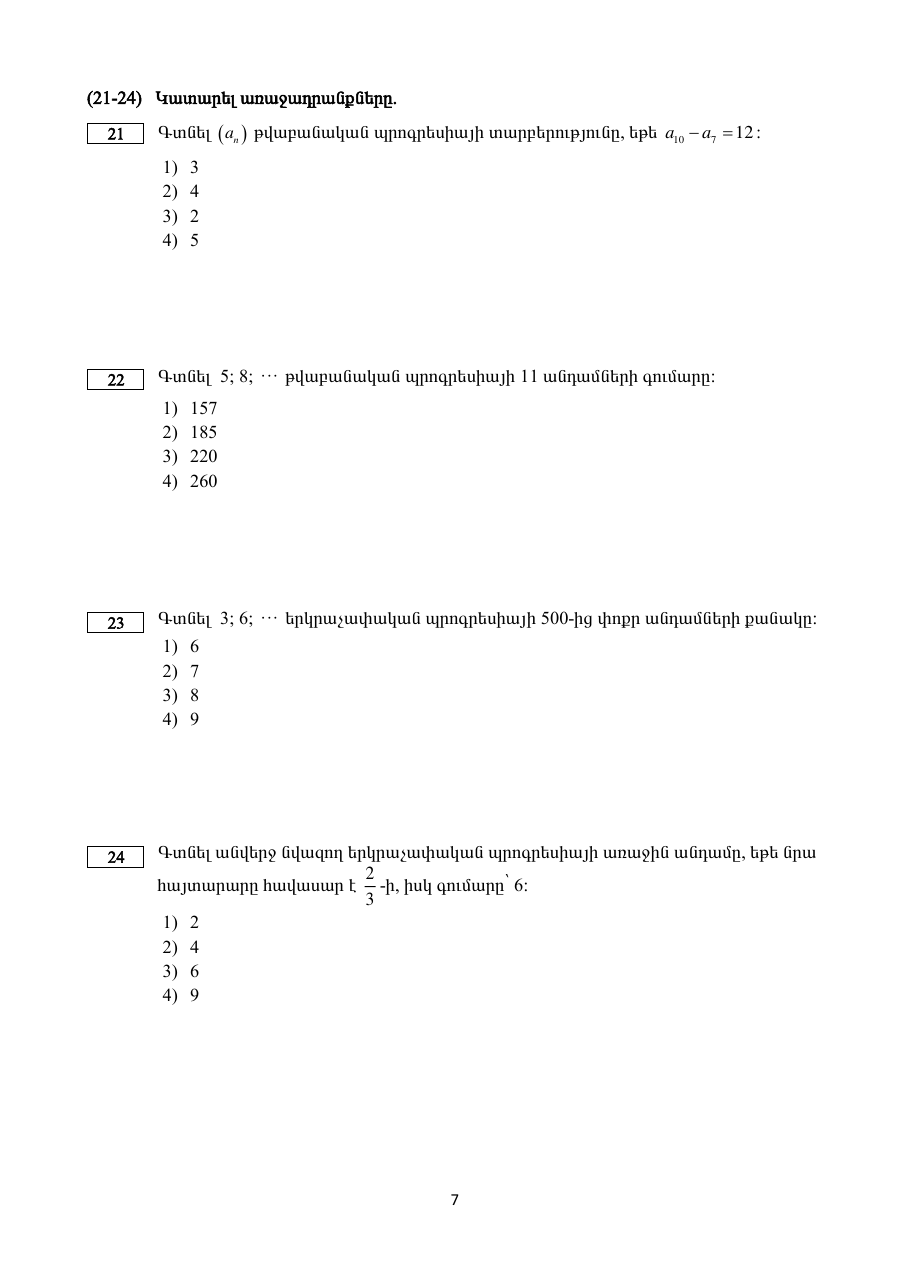 (21-24) Կատարել առաջադրանքները.
21 Գտնել (aₙ) թվաբանական պրոգրեսիայի տարբերությունը, եթե a₁₀ − a₇ = 12 :
1) 3
2) 4
3) 2
4) 5
22 Գտնել 5; 8; ⋯ թվաբանական պրոգրեսիայի 11 անդամների գումարը:
1) 157
2) 185
3) 220
4) 260
23 Գտնել 3; 6; ⋯ երկրաչափական պրոգրեսիայի 500-ից փոքր անդամների քանակը:
1) 6
2) 7
3) 8
4) 9
24 Գտնել անվերջ նվազող երկրաչափական պրոգրեսիայի առաջին անդամը, եթե նրա
հայտարարը հավասար է 2/3 -ի, իսկ գումարը՝ 6:
1) 2
2) 4
3) 6
4) 9
7